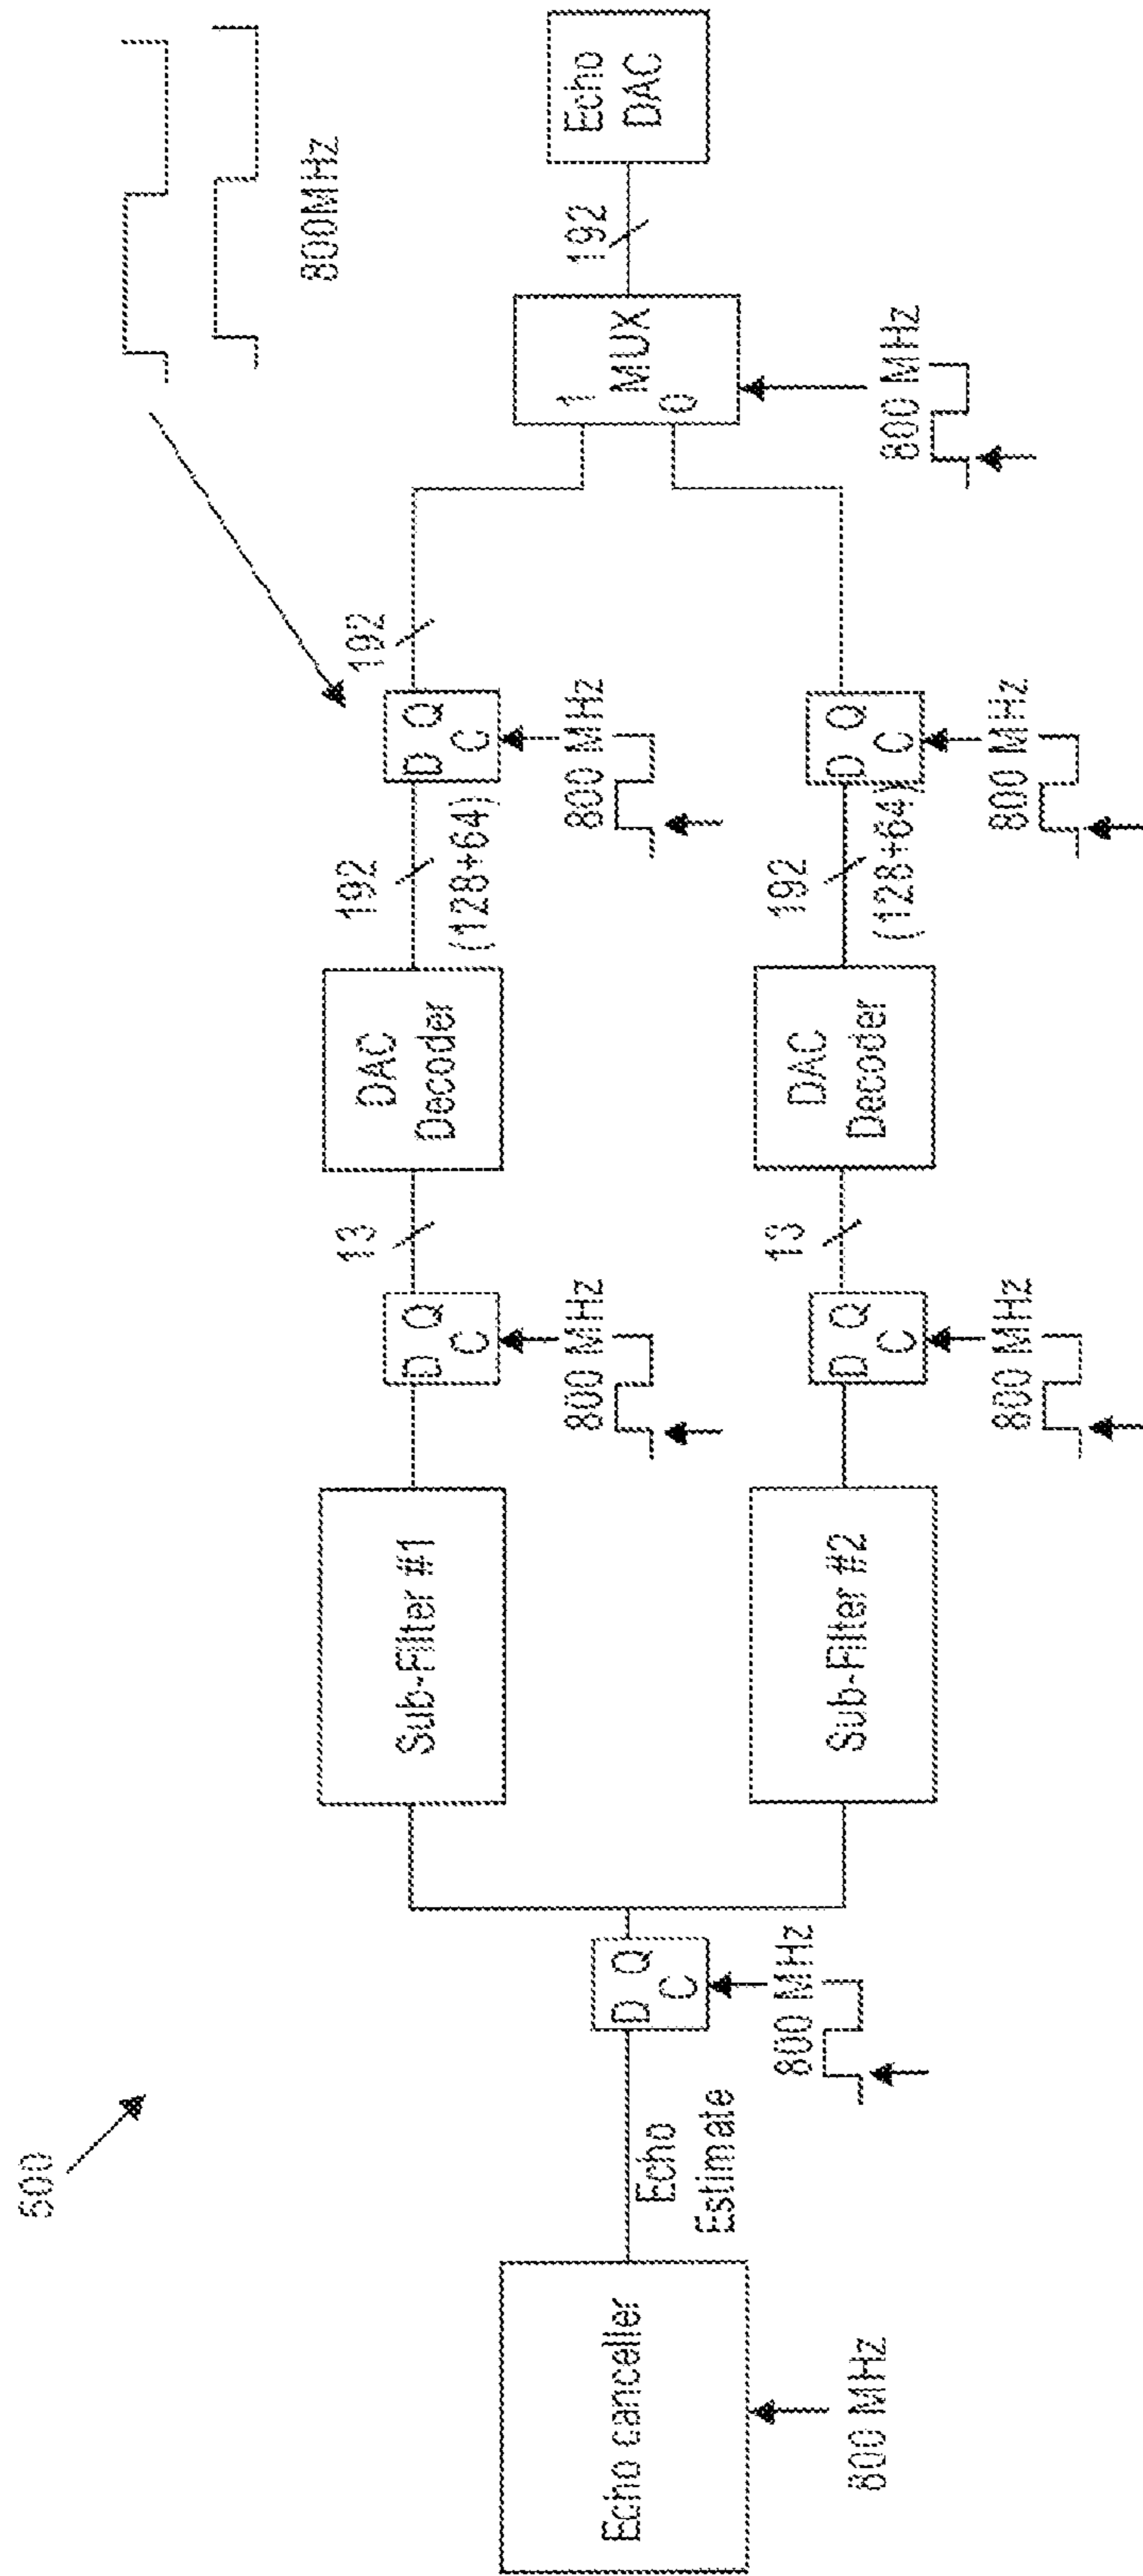 500
Echo canceller
800 MHz
Echo
Estimate
D Q
C
800 MHz
Sub-Filter #1
D Q
C
800 MHz
13
DAC
Decoder
192
(128+64)
D Q
C
800 MHz
192
Sub-Filter #2
D Q
C
800 MHz
13
DAC
Decoder
192
(128+64)
D Q
C
800 MHz
1
MUX
0
800 MHz
192
Echo
DAC
800MHz